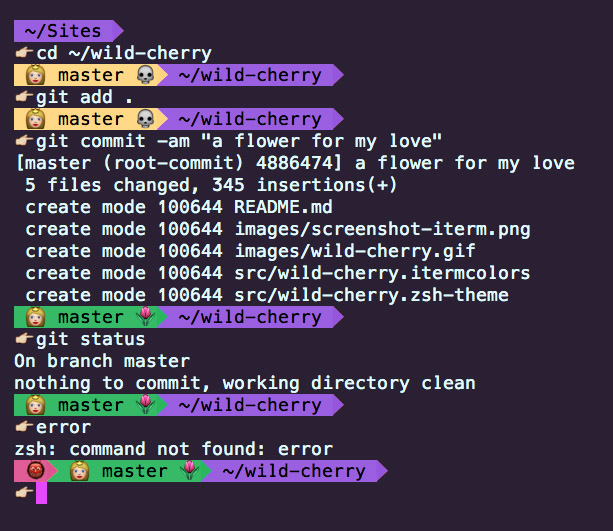 ~/Sites
👉cd ~/wild-cherry
👸 master 💀 ~/wild-cherry
👉git add .
👸 master 💀 ~/wild-cherry
👉git commit -am "a flower for my love"
[master (root-commit) 4886474] a flower for my love
 5 files changed, 345 insertions(+)
 create mode 100644 README.md
 create mode 100644 images/screenshot-iterm.png
 create mode 100644 images/wild-cherry.gif
 create mode 100644 src/wild-cherry.itermcolors
 create mode 100644 src/wild-cherry.zsh-theme
👸 master 🌷 ~/wild-cherry
👉git status
On branch master
nothing to commit, working directory clean
👸 master 🌷 ~/wild-cherry
👉error
zsh: command not found: error
👹 👸 master 🌷 ~/wild-cherry
👉